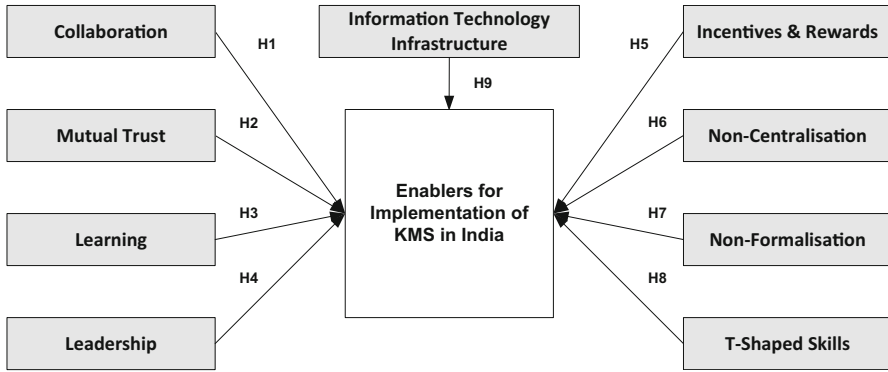 Collaboration
H1
Information Technology
Infrastructure
H5
Incentives & Rewards
H9
Mutual Trust
H2
H6
Non-Centralisation
Enablers for
Implementation of
KMS in India
Learning
H3
H7
Non-Formalisation
H4
H8
Leadership
T-Shaped Skills